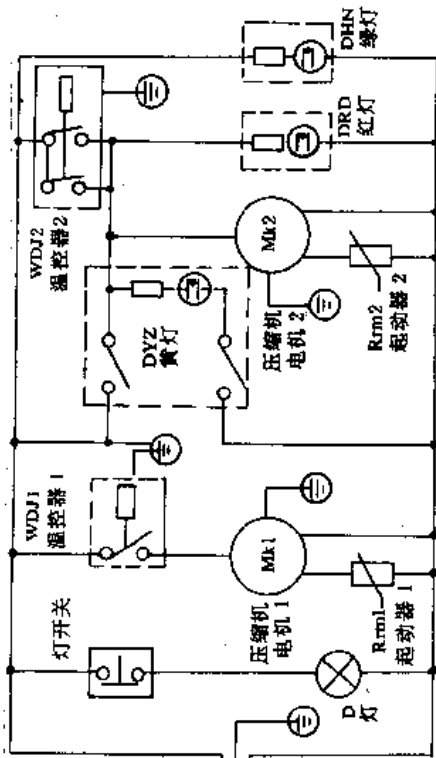 WDJ2
温控器2
DHN
绿灯
DRD
红灯
DYZ
黄灯
Mk2
压缩机
电机 2
Rrm2
起动器 2
WDJ1
温控器 1
Mk1
压缩机
电机 1
Rrm1
起动器 1
灯开关
D
灯